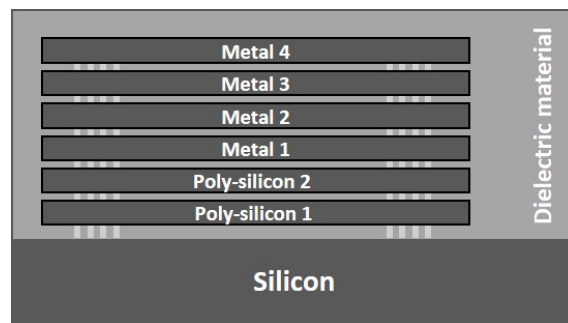 Metal 4
Metal 3
Metal 2
Metal 1
Poly-silicon 2
Poly-silicon 1
Silicon
Dielectric material